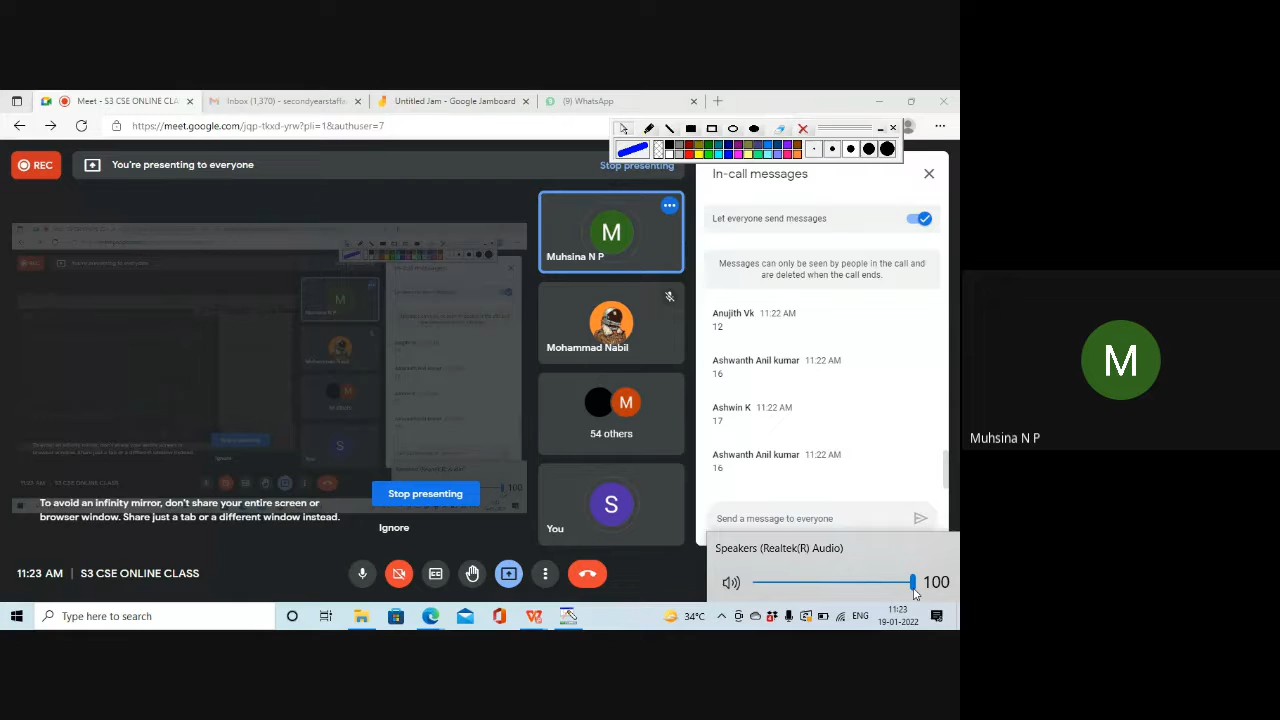 Meet - S3 CSE ONLINE CLA
Inbox (1,370) - secondyearstaffa
Untitled Jam - Google Jamboard
(9) WhatsApp
https://meet.google.com/jqp-tkxd-yrw?pli=1&authuser=7
REC
You're presenting to everyone
Stop presenting
In-call messages
Let everyone send messages
Messages can only be seen by people in the call and
are deleted when the call ends.
Anujith Vk 11:22 AM
12
Ashwanth Anil kumar 11:22 AM
16
Ashwin K 11:22 AM
17
Ashwanth Anil kumar 11:22 AM
16
Send a message to everyone
M
Muhsina N P
Mohammad Nabil
M
54 others
S
You
To avoid an infinity mirror, don't share your entire screen or
browser window. Share just a tab or a different window instead.
Stop presenting
Ignore
11:23 AM | S3 CSE ONLINE CLASS
Speakers (Realtek(R) Audio)
100
Type here to search
34°C
ENG
11:23
19-01-2022
M
Muhsina N P